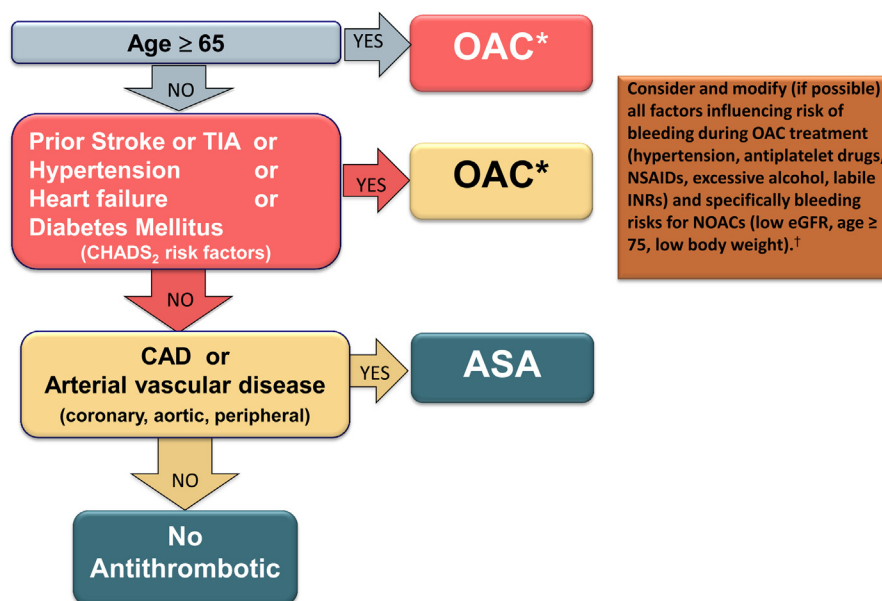 Age ≥ 65
YES
OAC*
NO
Prior Stroke or TIA or
Hypertension or
Heart failure or
Diabetes Mellitus
(CHADS₂ risk factors)
YES
OAC*
NO
CAD or
Arterial vascular disease
(coronary, aortic, peripheral)
YES
ASA
NO
No
Antithrombotic
Consider and modify (if possible)
all factors influencing risk of
bleeding during OAC treatment
(hypertension, antiplatelet drugs,
NSAIDs, excessive alcohol, labile
INRs) and specifically bleeding
risks for NOACs (low eGFR, age ≥
75, low body weight).†